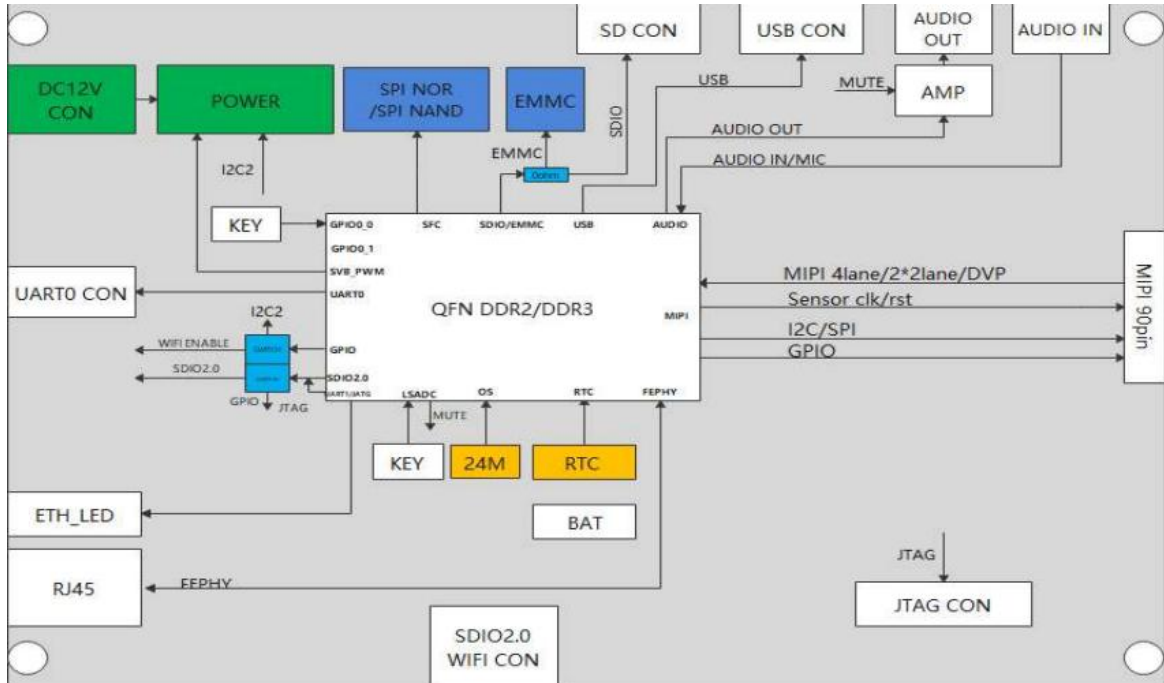 SD CON
USB CON
AUDIO
OUT
AUDIO IN
DC12V
CON
POWER
SPI NOR
/SPI NAND
EMMC
SDIO
USB
MUTE
AMP
AUDIO OUT
EMMC
AUDIO IN/MIC
I2C2
0ohm
KEY
GPIO0_0
SFC
SDIO/EMMC
USB
AUDIO
GPIO0_1
SVB_PWM
UART0 CON
UART0
QFN DDR2/DDR3
MIPI
MIPI 4lane/2*2lane/DVP
Sensor clk/rst
I2C/SPI
GPIO
MIPI 90pin
I2C2
WIFI ENABLE
GPIO
SDIO2.0
SDIO2.0
GPIO
JTAG
UART1/JATG
LSADC
OS
RTC
FEPHY
MUTE
KEY
24M
RTC
ETH_LED
BAT
RJ45
FEPHY
JTAG
JTAG CON
SDIO2.0
WIFI CON